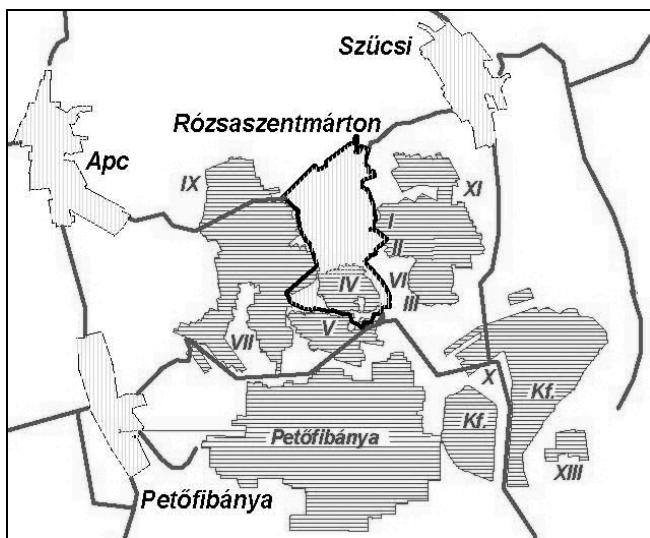 Szücsi
Rózsaszentmárton
Apc
IX
XI
I
II
IV
VI
III
V
VII
X
Kf.
Petőfibánya
Kf.
XIII
Petőfibánya